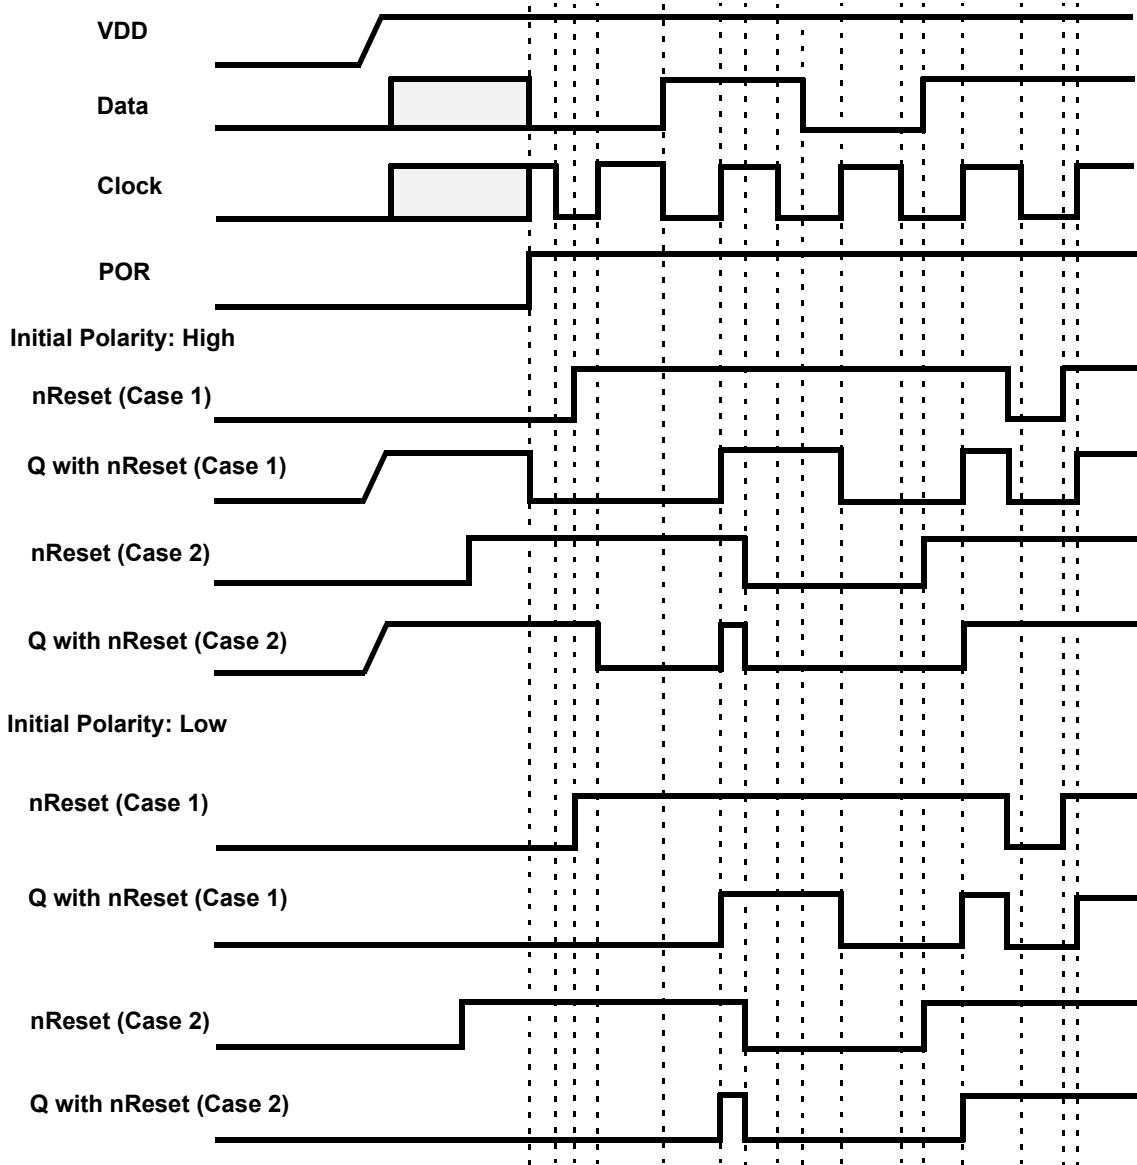 VDD
Data
Clock
POR
Initial Polarity: High
nReset (Case 1)
Q with nReset (Case 1)
nReset (Case 2)
Q with nReset (Case 2)
Initial Polarity: Low
nReset (Case 1)
Q with nReset (Case 1)
nReset (Case 2)
Q with nReset (Case 2)